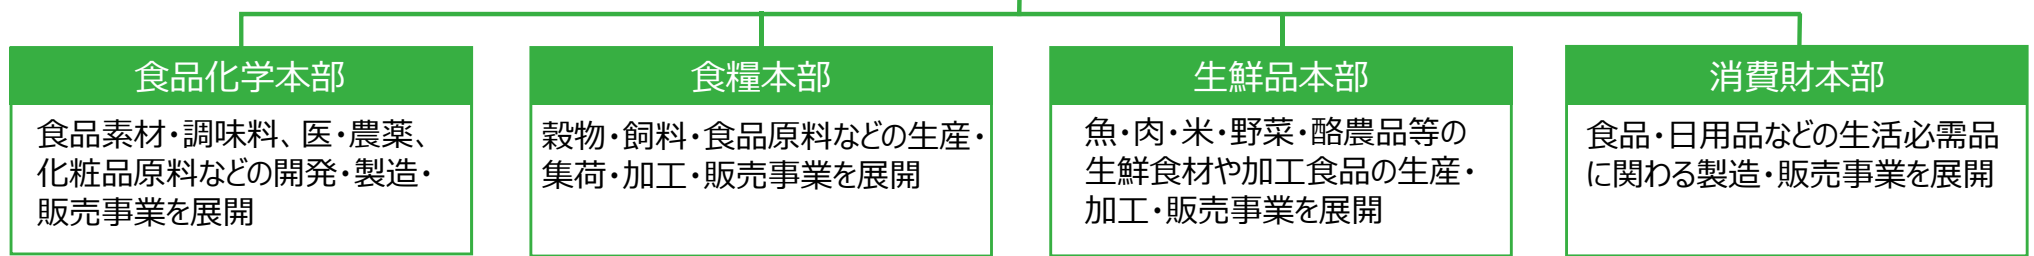 食品化学本部
食品素材・調味料、医・農薬、
化粧品原料などの開発・製造・
販売事業を展開
食糧本部
穀物・飼料・食品原料などの生産・
集荷・加工・販売事業を展開
生鮮品本部
魚・肉・米・野菜・酪農品等の
生鮮食材や加工食品の生産・
加工・販売事業を展開
消費財本部
食品・日用品などの生活必需品
に関わる製造・販売事業を展開